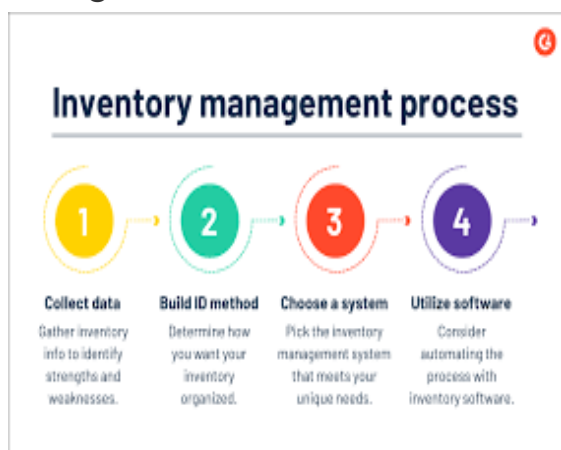 Inventory management process
1
2
3
4
Collect data
Gather inventory
info to identify
strengths and
weaknesses.
Build ID method
Determine how
you want your
inventory
organized.
Choose a system
Pick the inventory
management system
that meets your
unique needs.
Utilize software
Consider
automating the
process with
inventory software.